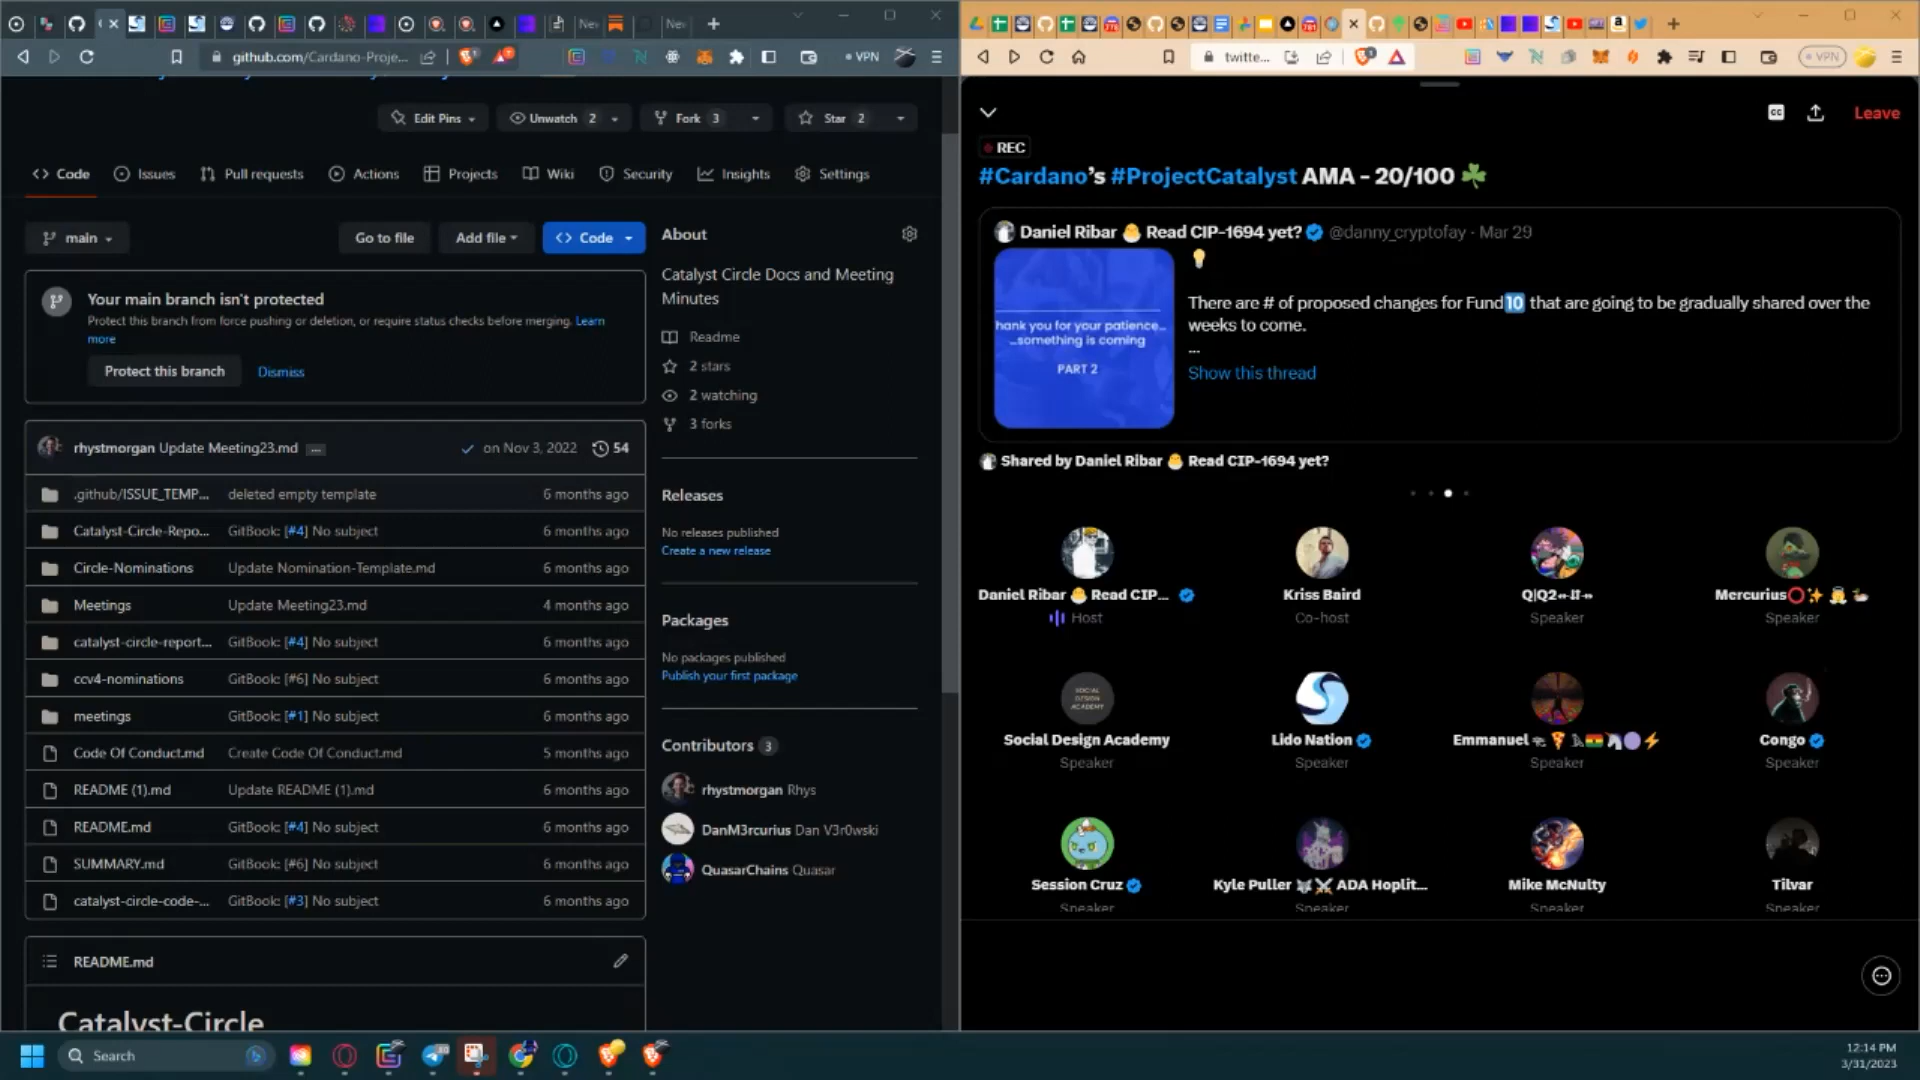 github.com/Cardano-Proje...
VPN
Edit Pins
Unwatch 2
Fork 3
Star 2
Code
Issues
Pull requests
Actions
Projects
Wiki
Security
Insights
Settings
main
Go to file
Add file
Code
Your main branch isn't protected
Protect this branch from force pushing or deletion, or require status checks before merging. Learn
more
Protect this branch
Dismiss
rhystmorgan Update Meeting23.md ...
on Nov 3, 2022
54
.github/ISSUE_TEMP... deleted empty template 6 months ago
Catalyst-Circle-Repo... GitBook: [#4] No subject 6 months ago
Circle-Nominations Update Nomination-Template.md 6 months ago
Meetings Update Meeting23.md 4 months ago
catalyst-circle-report... GitBook: [#4] No subject 6 months ago
ccv4-nominations GitBook: [#6] No subject 6 months ago
meetings GitBook: [#1] No subject 6 months ago
Code Of Conduct.md Create Code Of Conduct.md 5 months ago
README (1).md Update README (1).md 6 months ago
README.md GitBook: [#4] No subject 6 months ago
SUMMARY.md GitBook: [#6] No subject 6 months ago
catalyst-circle-code-... GitBook: [#3] No subject 6 months ago
README.md
Catalyst-Circle
About
Catalyst Circle Docs and Meeting
Minutes
Readme
2 stars
2 watching
3 forks
Releases
No releases published
Create a new release
Packages
No packages published
Publish your first package
Contributors 3
rhystmorgan Rhys
DanM3rcurius Dan V3r0wski
QuasarChains Quasar
twitte...
VPN
CC
Leave
REC
#Cardano's #ProjectCatalyst AMA - 20/100 ☘️
Daniel Ribar 🐣 Read CIP-1694 yet? @danny_cryptofay · Mar 29
💡
hank you for your patience...
...something is coming
PART 2
There are # of proposed changes for Fund🔟 that are going to be gradually shared over the
weeks to come.
...
Show this thread
Shared by Daniel Ribar 🐣 Read CIP-1694 yet?
Daniel Ribar 🐣 Read CIP...
Host
Kriss Baird
Co-host
Speaker
Mercurius⭕✨
Speaker
SOCIAL
DESIGN
ACADEMY
Social Design Academy
Speaker
Lido Nation
Speaker
Emmanuel
Speaker
Congo
Speaker
Session Cruz
Speaker
Kyle Puller ⚔️ ADA Hoplit...
Speaker
Mike McNulty
Speaker
Tilvar
Speaker
Search
12:14 PM
3/31/2023